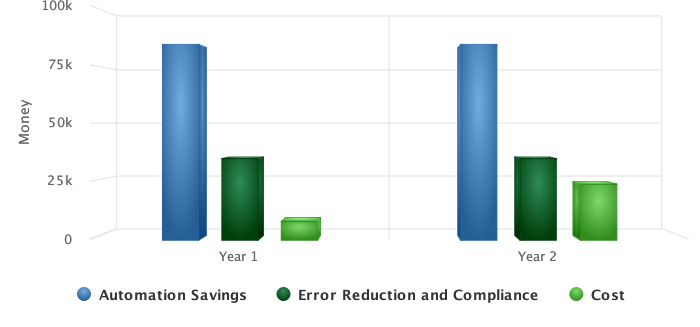 100k
75k
50k
25k
0
Money
Year 1
Year 2
Automation Savings
Error Reduction and Compliance
Cost